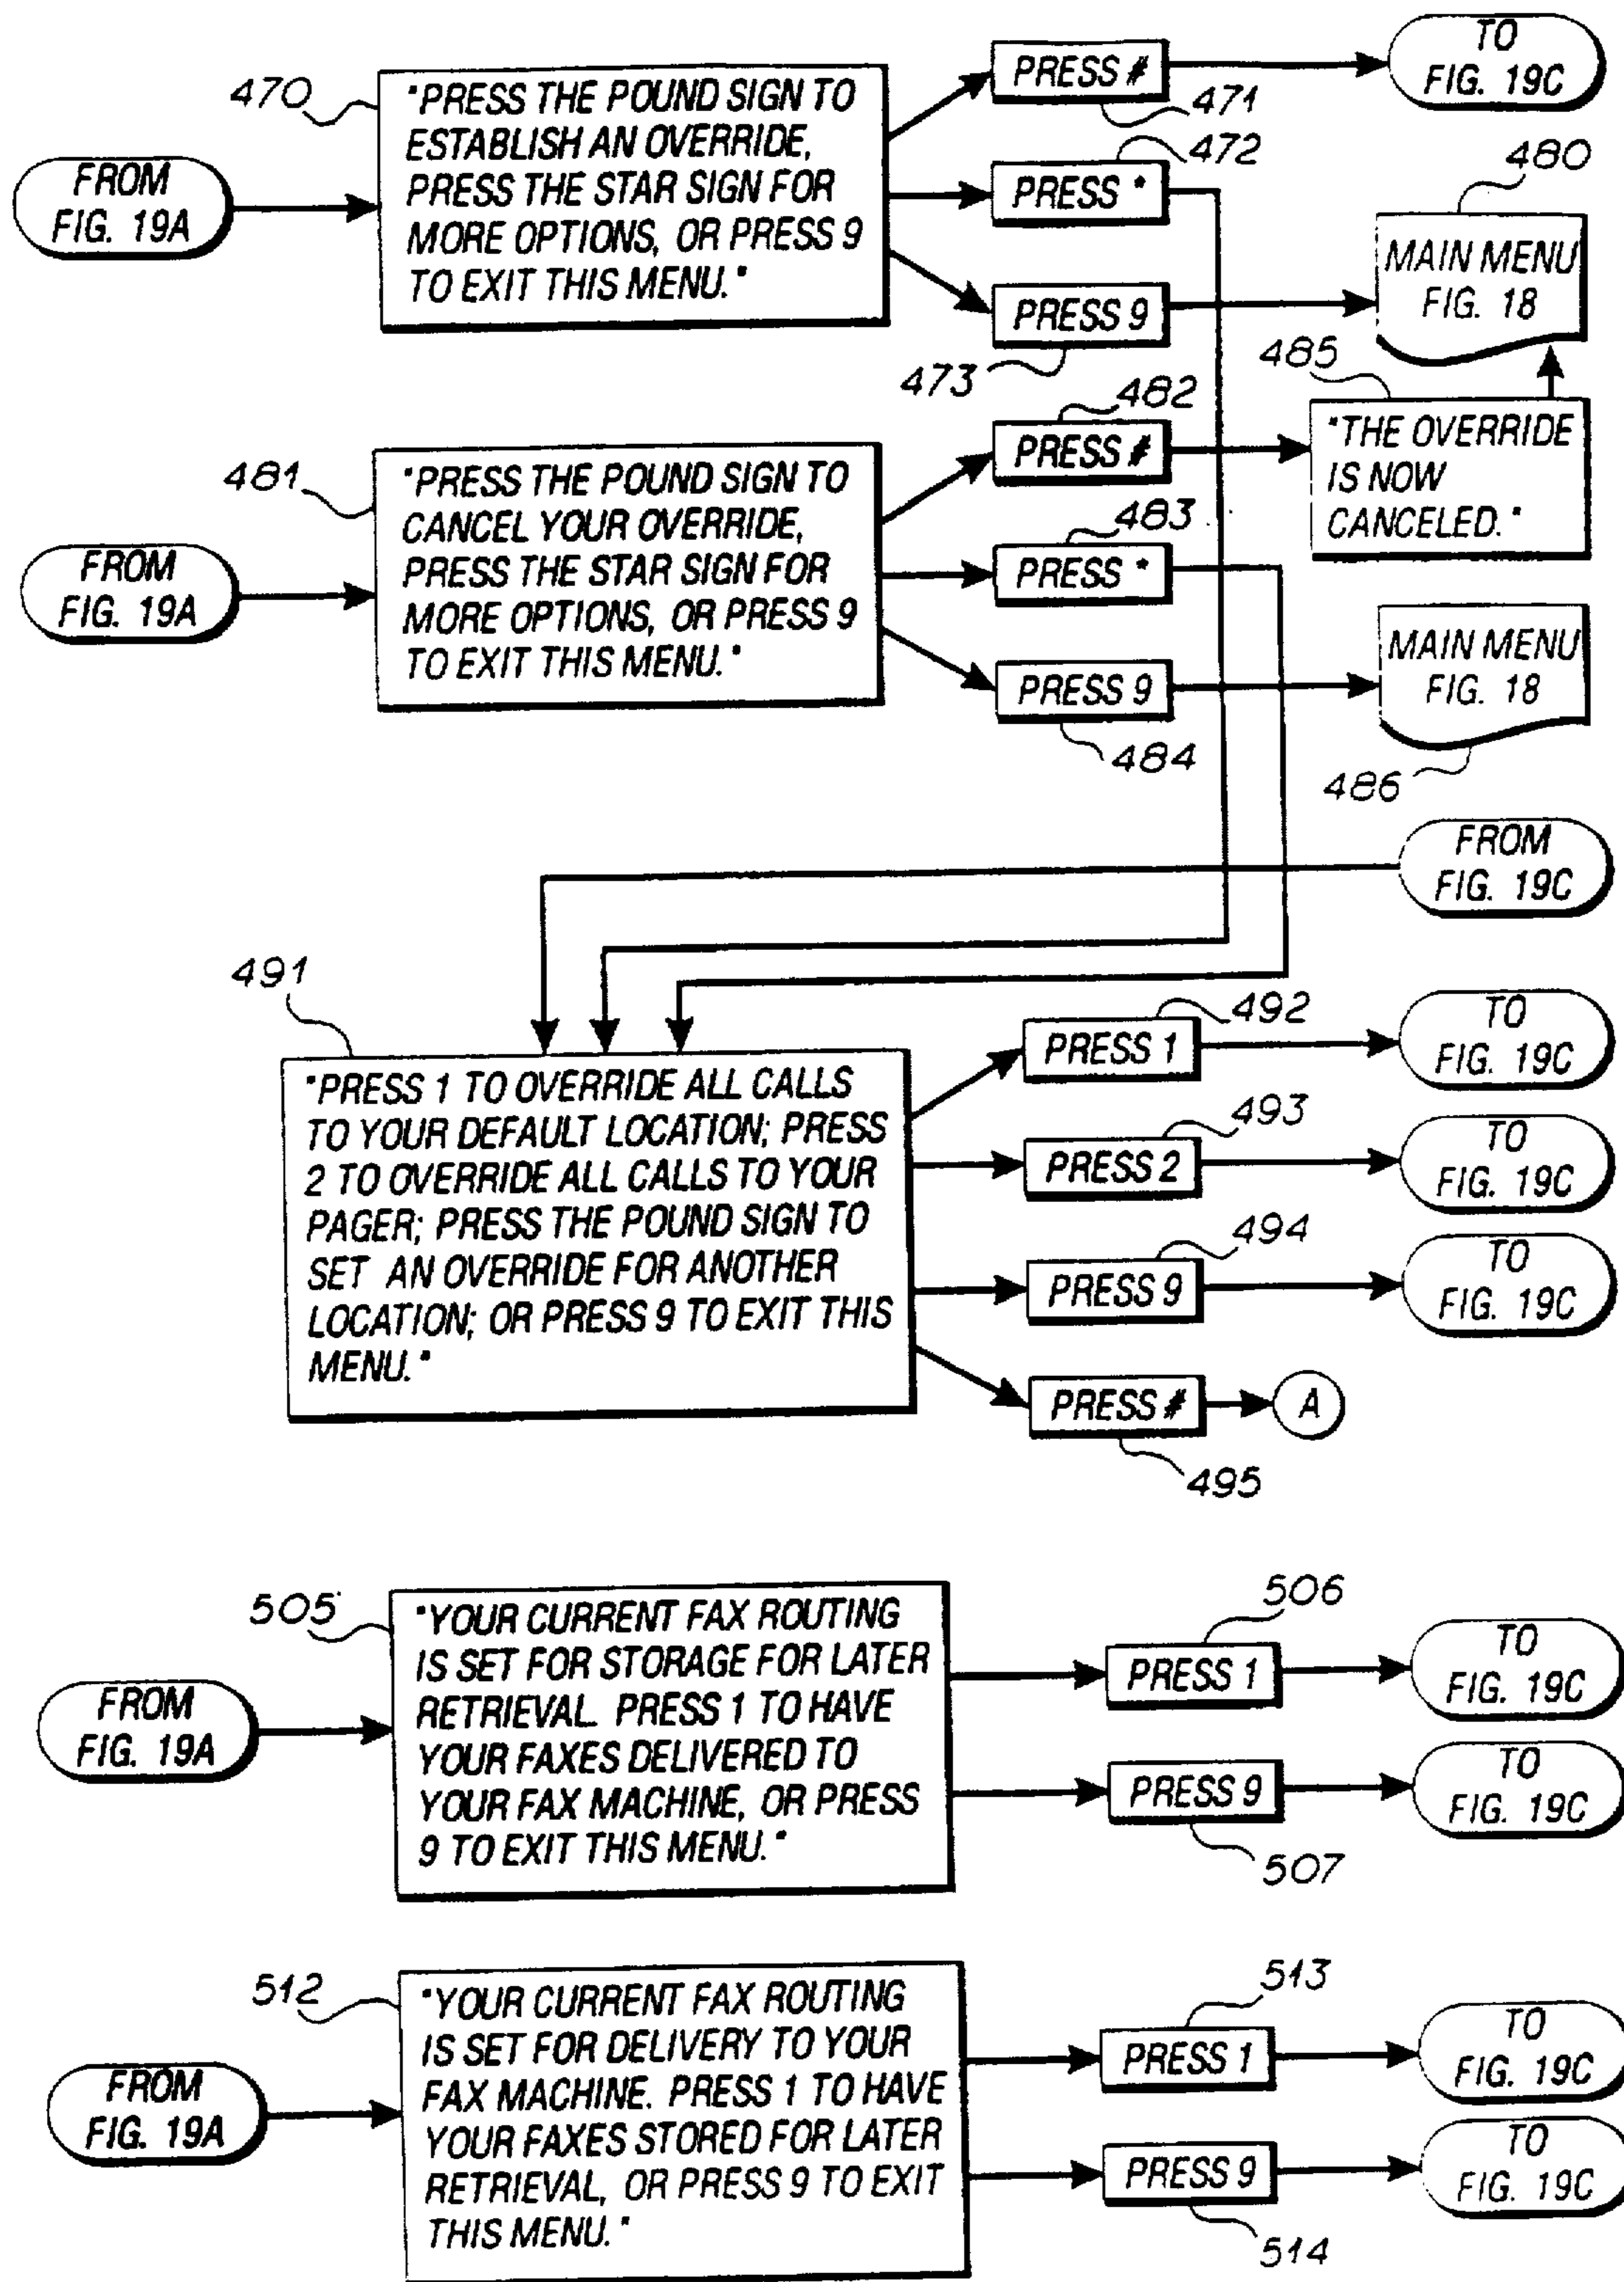 470
FROM
FIG. 19A
"PRESS THE POUND SIGN TO
ESTABLISH AN OVERRIDE,
PRESS THE STAR SIGN FOR
MORE OPTIONS, OR PRESS 9
TO EXIT THIS MENU."
PRESS #
471
TO
FIG. 19C
472
PRESS *
PRESS 9
473
480
MAIN MENU
FIG. 18
481
FROM
FIG. 19A
"PRESS THE POUND SIGN TO
CANCEL YOUR OVERRIDE,
PRESS THE STAR SIGN FOR
MORE OPTIONS, OR PRESS 9
TO EXIT THIS MENU."
482
PRESS #
485
"THE OVERRIDE
IS NOW
CANCELED."
483
PRESS *
PRESS 9
484
MAIN MENU
FIG. 18
486
FROM
FIG. 19C
491
"PRESS 1 TO OVERRIDE ALL CALLS
TO YOUR DEFAULT LOCATION; PRESS
2 TO OVERRIDE ALL CALLS TO YOUR
PAGER; PRESS THE POUND SIGN TO
SET AN OVERRIDE FOR ANOTHER
LOCATION; OR PRESS 9 TO EXIT THIS
MENU."
492
PRESS 1
TO
FIG. 19C
493
PRESS 2
TO
FIG. 19C
494
PRESS 9
TO
FIG. 19C
PRESS #
A
495
505
FROM
FIG. 19A
"YOUR CURRENT FAX ROUTING
IS SET FOR STORAGE FOR LATER
RETRIEVAL. PRESS 1 TO HAVE
YOUR FAXES DELIVERED TO
YOUR FAX MACHINE, OR PRESS
9 TO EXIT THIS MENU."
506
PRESS 1
TO
FIG. 19C
PRESS 9
507
TO
FIG. 19C
512
FROM
FIG. 19A
"YOUR CURRENT FAX ROUTING
IS SET FOR DELIVERY TO YOUR
FAX MACHINE. PRESS 1 TO HAVE
YOUR FAXES STORED FOR LATER
RETRIEVAL, OR PRESS 9 TO EXIT
THIS MENU."
513
PRESS 1
TO
FIG. 19C
PRESS 9
514
TO
FIG. 19C